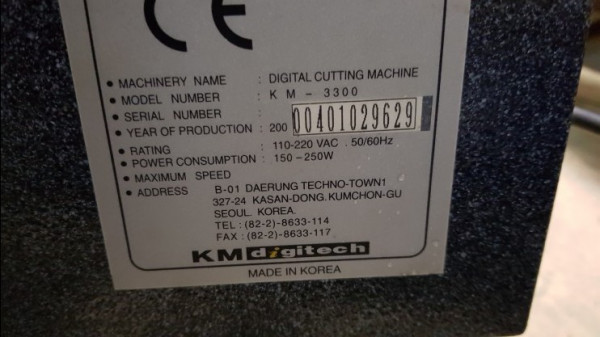 CE
• MACHINERY NAME : DIGITAL CUTTING MACHINE
• MODEL NUMBER : K M - 3300
• SERIAL NUMBER :
00401029629
• YEAR OF PRODUCTION : 200
• RATING : 110-220 VAC . 50/60Hz
• POWER CONSUMPTION : 150-250W
• MAXIMUM SPEED
• ADDRESS : B-01 DAERUNG TECHNO-TOWN1
327-24 KASAN-DONG. KUMCHON-GU
SEOUL. KOREA.
TEL : (82-2)-8633-114
FAX : (82-2)-8633-117
KM digitech
MADE IN KOREA